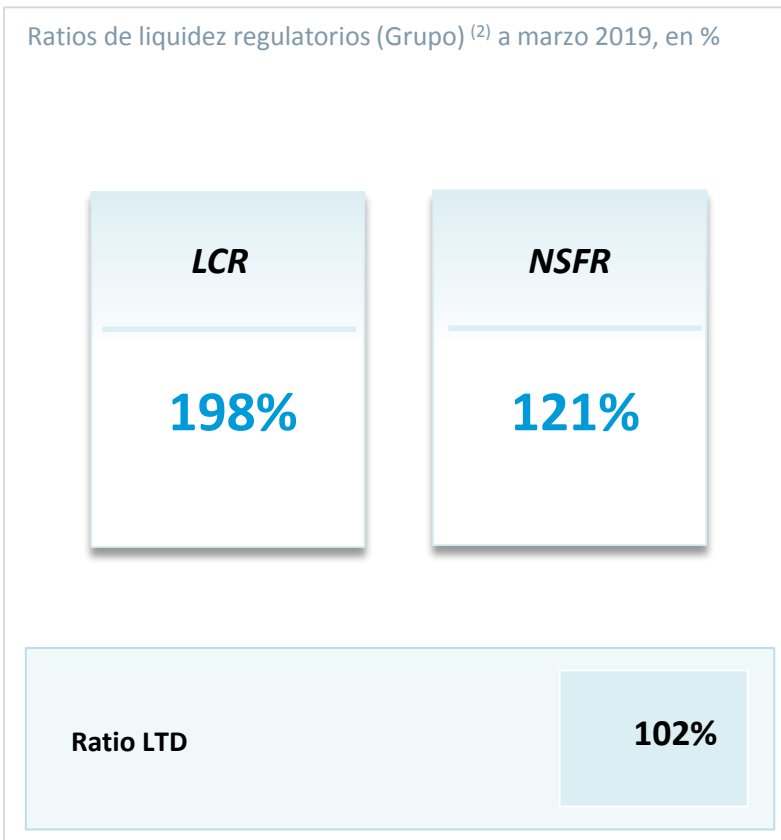 Ratios de liquidez regulatorios (Grupo) (2) a marzo 2019, en %
LCR
NSFR
198%
121%
Ratio LTD
102%